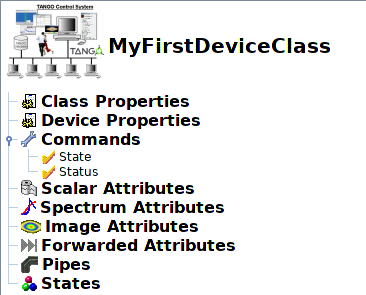 TANGO Control System
TANGO
MyFirstDeviceClass
Class Properties
Device Properties
Commands
State
Status
Scalar Attributes
Spectrum Attributes
Image Attributes
Forwarded Attributes
Pipes
States